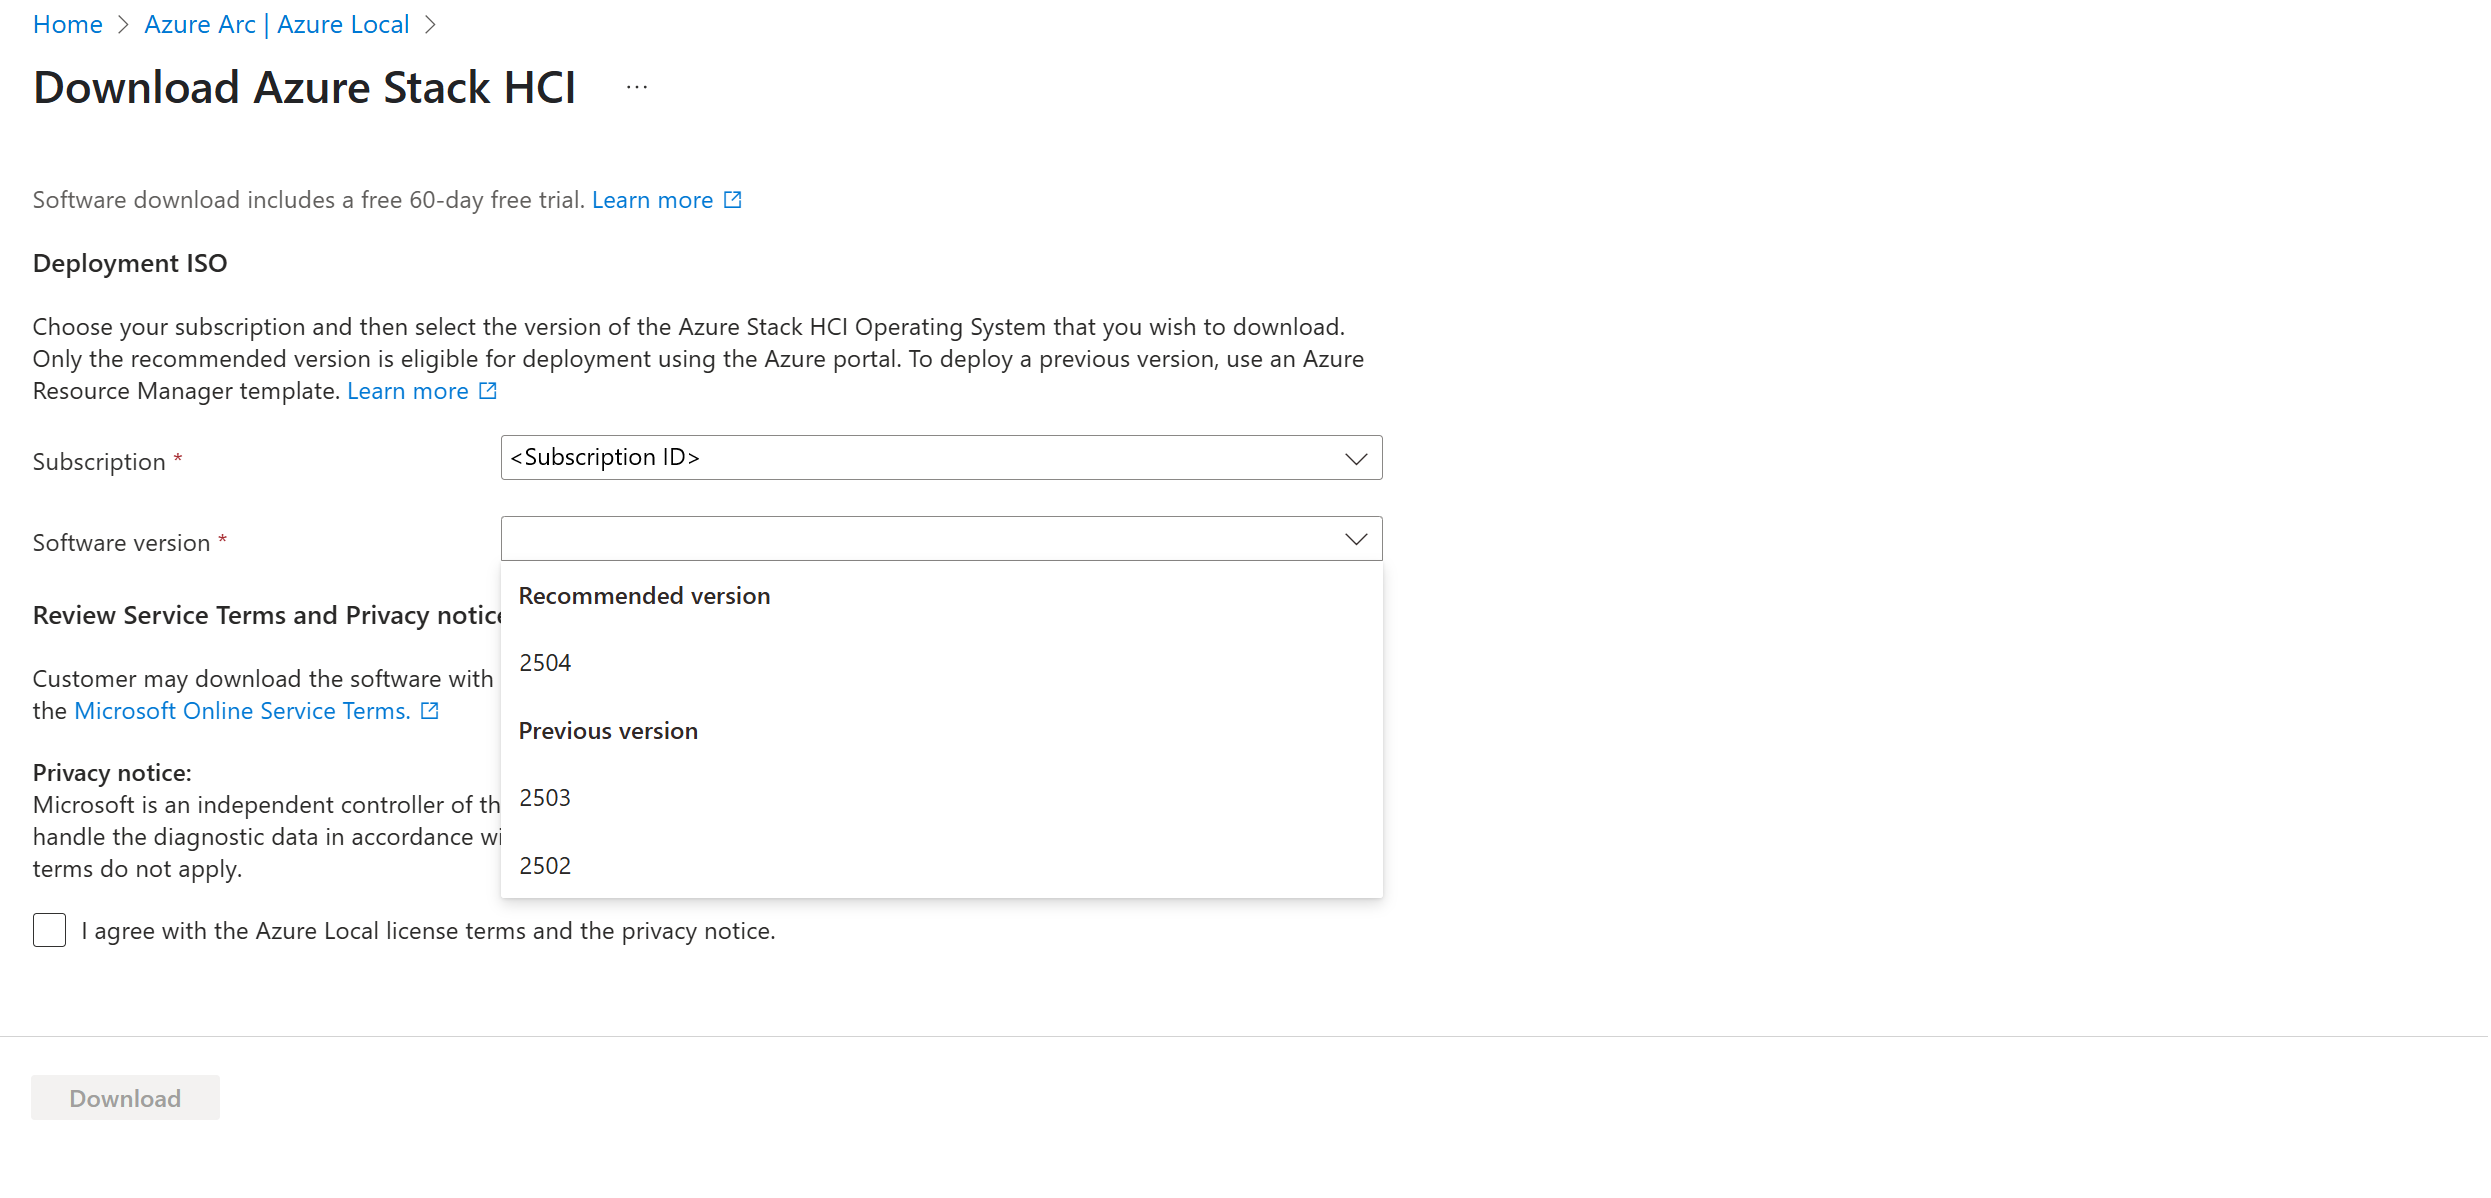 Home > Azure Arc | Azure Local >
Download Azure Stack HCI ...
Software download includes a free 60-day free trial. Learn more
Deployment ISO
Choose your subscription and then select the version of the Azure Stack HCI Operating System that you wish to download.
Only the recommended version is eligible for deployment using the Azure portal. To deploy a previous version, use an Azure
Resource Manager template. Learn more
Subscription * <Subscription ID>
Software version *
Recommended version
2504
Previous version
2503
2502
Review Service Terms and Privacy notice
Customer may download the software with
the Microsoft Online Service Terms.
Privacy notice:
Microsoft is an independent controller of th
handle the diagnostic data in accordance wi
terms do not apply.
I agree with the Azure Local license terms and the privacy notice.
Download